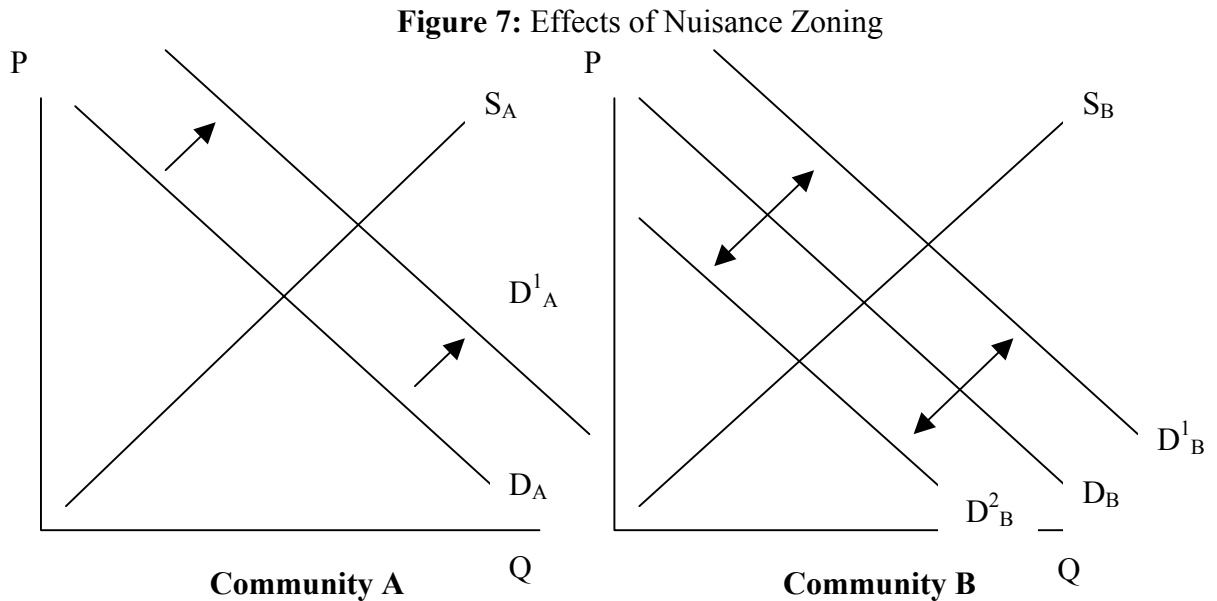 Figure 7: Effects of Nuisance Zoning
P
S_A
D^1_A
D_A
Q
Community A
P
S_B
D^1_B
D_B
D^2_B
Q
Community B